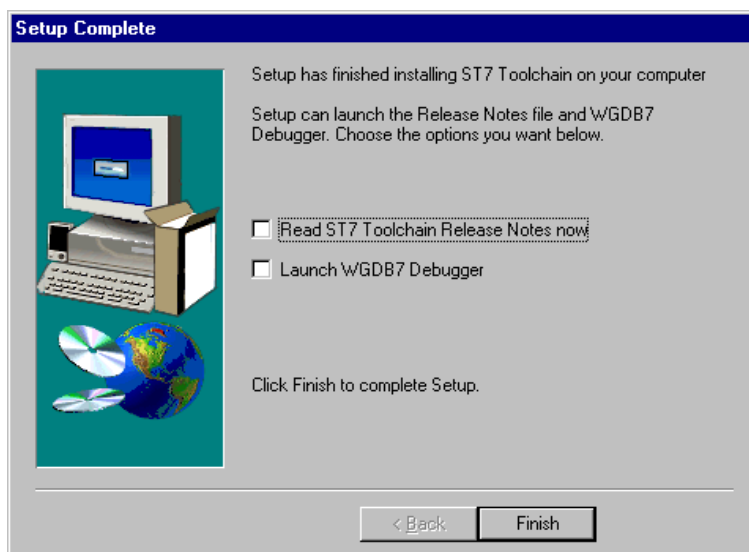 Setup Complete
Setup has finished installing ST7 Toolchain on your computer
Setup can launch the Release Notes file and WGDB7
Debugger. Choose the options you want below.
Read ST7 Toolchain Release Notes now
Launch WGDB7 Debugger
Click Finish to complete Setup.
< Back
Finish